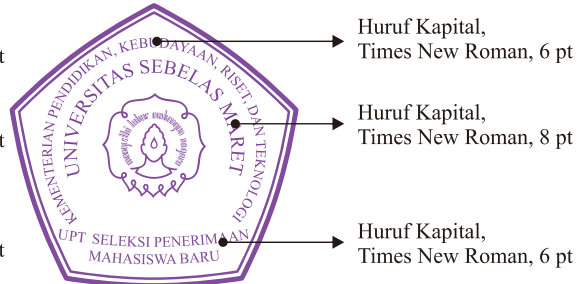 KEMENTERIAN PENDIDIKAN, KEBUDAYAAN, RISET, DAN TEKNOLOGI
UNIVERSITAS SEBELAS MARET
UPT SELEKSI PENERIMAAN
MAHASISWA BARU
Huruf Kapital,
Times New Roman, 6 pt
Huruf Kapital,
Times New Roman, 8 pt
Huruf Kapital,
Times New Roman, 6 pt
t
t
t